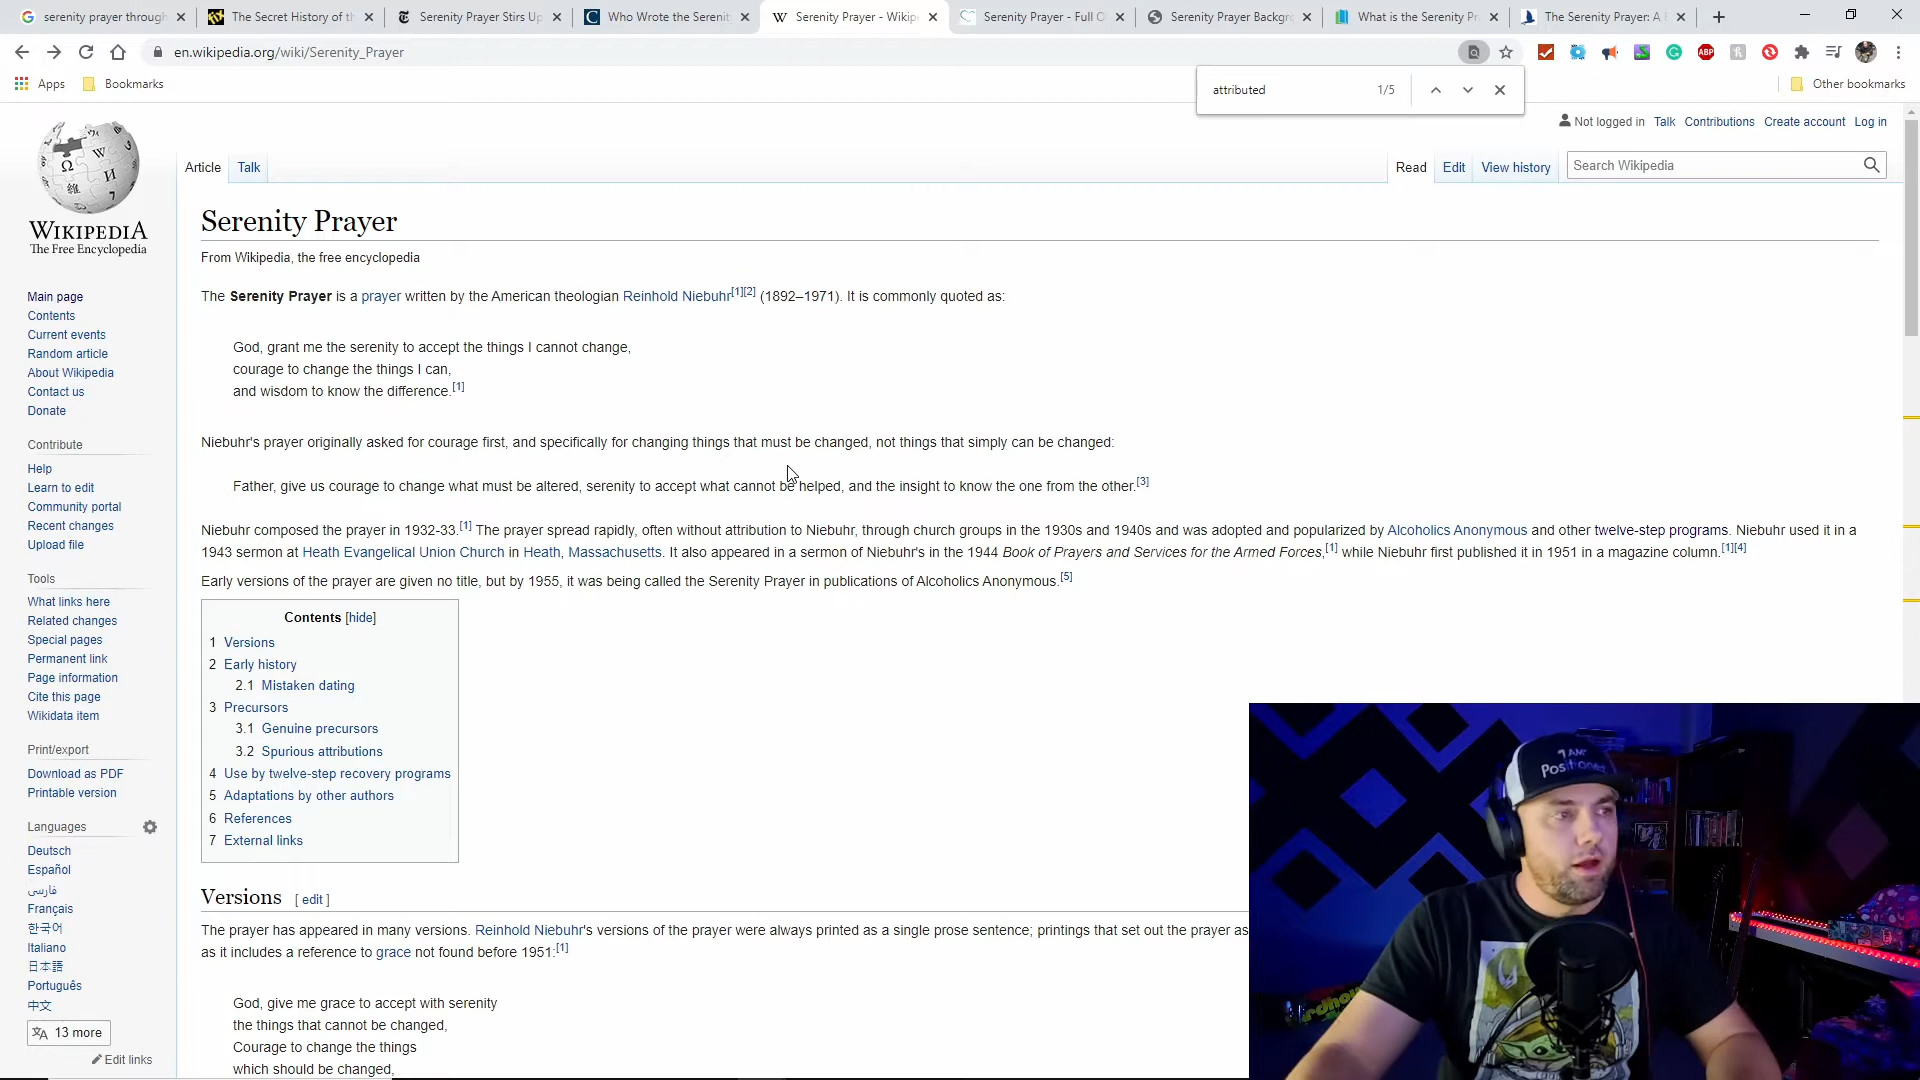 serenity prayer through
The Secret History of th
Serenity Prayer Stirs Up
Who Wrote the Serenity
Serenity Prayer - Wikipe
Serenity Prayer - Full C
Serenity Prayer Backgro
What is the Serenity Pr
The Serenity Prayer: A
en.wikipedia.org/wiki/Serenity_Prayer
ABP
Apps
Bookmarks
Other bookmarks
attributed 1/5
Not logged in Talk Contributions Create account Log in
Article Talk
Read Edit View history
Search Wikipedia
WIKIPEDIA
The Free Encyclopedia
Main page
Contents
Current events
Random article
About Wikipedia
Contact us
Donate
Contribute
Help
Learn to edit
Community portal
Recent changes
Upload file
Tools
What links here
Related changes
Special pages
Permanent link
Page information
Cite this page
Wikidata item
Print/export
Download as PDF
Printable version
Languages
Deutsch
Español
فارسی
Français
한국어
Italiano
日本語
Português
中文
13 more
Edit links
Serenity Prayer
From Wikipedia, the free encyclopedia
The Serenity Prayer is a prayer written by the American theologian Reinhold Niebuhr[1][2] (1892–1971). It is commonly quoted as:
God, grant me the serenity to accept the things I cannot change,
courage to change the things I can,
and wisdom to know the difference.[1]
Niebuhr's prayer originally asked for courage first, and specifically for changing things that must be changed, not things that simply can be changed:
Father, give us courage to change what must be altered, serenity to accept what cannot be helped, and the insight to know the one from the other.[3]
Niebuhr composed the prayer in 1932-33.[1] The prayer spread rapidly, often without attribution to Niebuhr, through church groups in the 1930s and 1940s and was adopted and popularized by Alcoholics Anonymous and other twelve-step programs. Niebuhr used it in a
1943 sermon at Heath Evangelical Union Church in Heath, Massachusetts. It also appeared in a sermon of Niebuhr's in the 1944 Book of Prayers and Services for the Armed Forces,[1] while Niebuhr first published it in 1951 in a magazine column.[1][4]
Early versions of the prayer are given no title, but by 1955, it was being called the Serenity Prayer in publications of Alcoholics Anonymous.[5]
Contents [hide]
1 Versions
2 Early history
2.1 Mistaken dating
3 Precursors
3.1 Genuine precursors
3.2 Spurious attributions
4 Use by twelve-step recovery programs
5 Adaptations by other authors
6 References
7 External links
Versions [ edit ]
The prayer has appeared in many versions. Reinhold Niebuhr's versions of the prayer were always printed as a single prose sentence; printings that set out the prayer as
as it includes a reference to grace not found before 1951:[1]
God, give me grace to accept with serenity
the things that cannot be changed,
Courage to change the things
which should be changed,
I AM